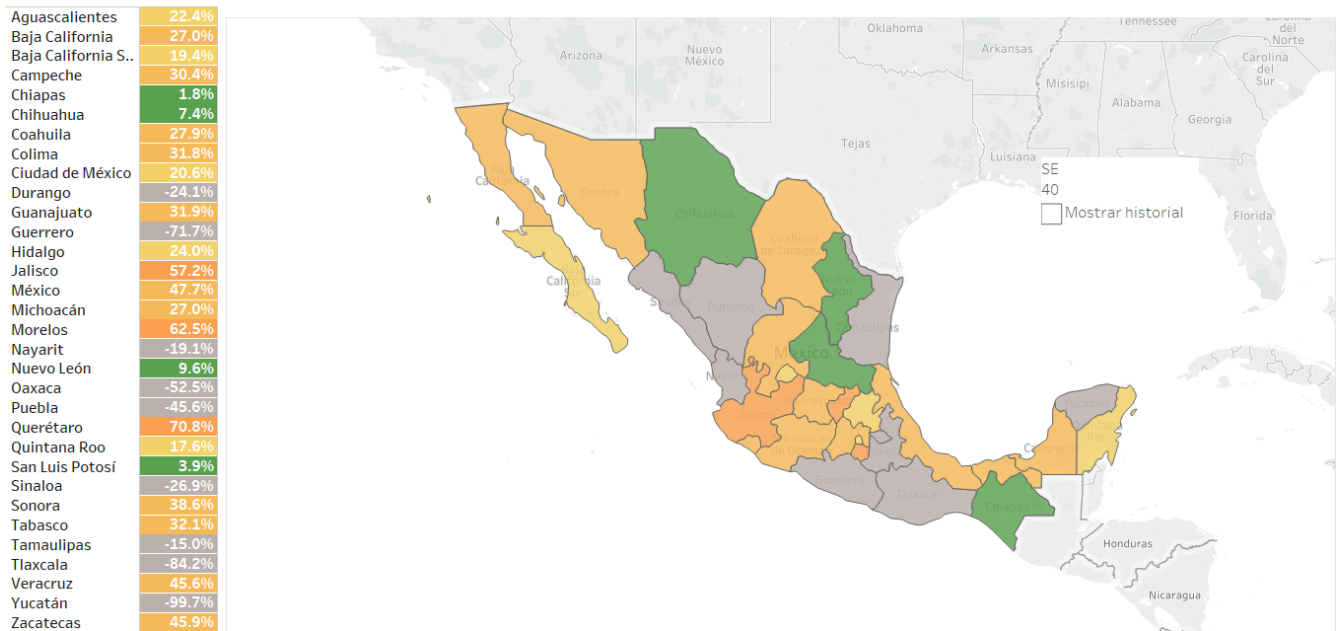 Aguascalientes 22.4%
Baja California 27.0%
Baja California S.. 19.4%
Campeche 30.4%
Chiapas 1.8%
Chihuahua 7.4%
Coahuila 27.9%
Colima 31.8%
Ciudad de México 20.6%
Durango -24.1%
Guanajuato 31.9%
Guerrero -71.7%
Hidalgo 24.0%
Jalisco 57.2%
México 47.7%
Michoacán 27.0%
Morelos 62.5%
Nayarit -19.1%
Nuevo León 9.6%
Oaxaca -52.5%
Puebla -45.6%
Querétaro 70.8%
Quintana Roo 17.6%
San Luis Potosí 3.9%
Sinaloa -26.9%
Sonora 38.6%
Tabasco 32.1%
Tamaulipas -15.0%
Tlaxcala -84.2%
Veracruz 45.6%
Yucatán -99.7%
Zacatecas 45.9%
Tennessee
Carolina
del
Norte
Oklahoma
Arizona
Nuevo
México
Arkansas
Carolina
del
Sur
Misisipi
Alabama
Georgia
Tejas
Luisiana
SE
40
Mostrar historial
Florida
Baja
California
Sonora
Chihuahua
Coahuila
de Zaragoza
Baja
California
Sur
Nuevo
León
Sinaloa
Durango
Tamaulipas
México
Nayarit
Jalisco
Guanajuato
Michoacán
de Ocampo
Puebla
Guerrero
Oaxaca
Chiapas
Campeche
Yucatán
Quintana
Roo
Honduras
Nicaragua